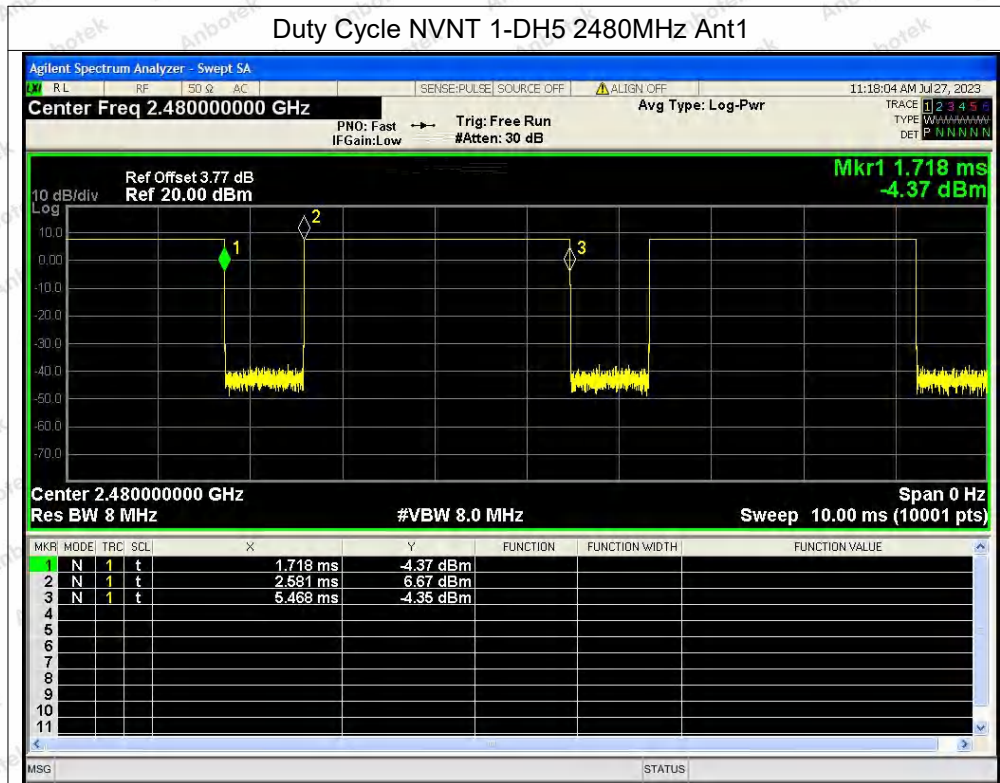 Duty Cycle NVNT 1-DH5 2480MHz Ant1
Agilent Spectrum Analyzer - Swept SA
LXI RL RF 50 Ω AC SENSE:PULSE SOURCE OFF ALIGN OFF 11:18:04 AM Jul 27, 2023
Center Freq 2.480000000 GHz
PNO: Fast
IFGain:Low
Trig: Free Run
#Atten: 30 dB
Avg Type: Log-Pwr
TRACE 1 2 3 4 5 6
TYPE WWWWWW
DET P N N N N N
Mkr1 1.718 ms
-4.37 dBm
Ref Offset 3.77 dB
10 dB/div Ref 20.00 dBm
Log
10.0
0.00
-10.0
-20.0
-30.0
-40.0
-50.0
-60.0
-70.0
1
2
3
Center 2.480000000 GHz Span 0 Hz
Res BW 8 MHz #VBW 8.0 MHz Sweep 10.00 ms (10001 pts)
MKR MODE TRC SCL X Y FUNCTION FUNCTION WIDTH FUNCTION VALUE
1 N 1 t 1.718 ms -4.37 dBm
2 N 1 t 2.581 ms 6.67 dBm
3 N 1 t 5.468 ms -4.35 dBm
4
5
6
7
8
9
10
11
MSG STATUS